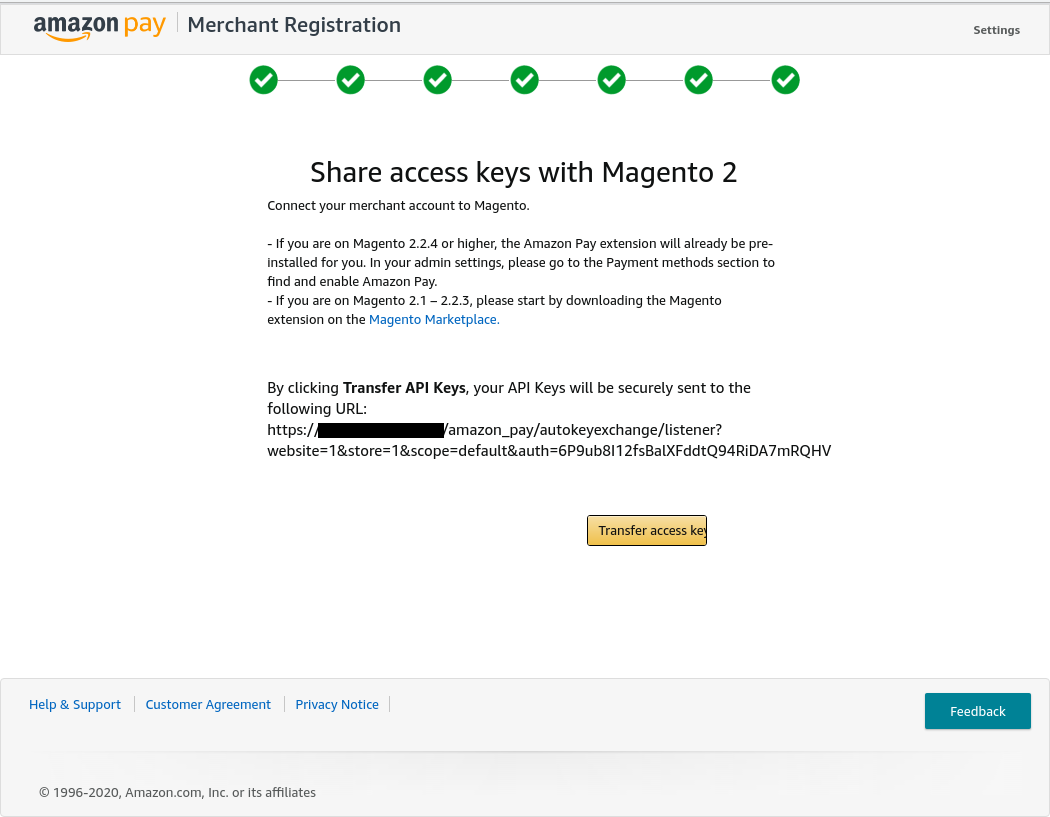 amazon pay Merchant Registration
Settings
Share access keys with Magento 2
Connect your merchant account to Magento.
- If you are on Magento 2.2.4 or higher, the Amazon Pay extension will already be pre-
installed for you. In your admin settings, please go to the Payment methods section to
find and enable Amazon Pay.
- If you are on Magento 2.1 – 2.2.3, please start by downloading the Magento
extension on the Magento Marketplace.
By clicking Transfer API Keys, your API Keys will be securely sent to the
following URL:
https:// /amazon_pay/autokeyexchange/listener?
website=1&store=1&scope=default&auth=6P9ub8I12fsBalXFddtQ94RiDA7mRQHV
Transfer access key
Help & Support
Customer Agreement
Privacy Notice
Feedback
© 1996-2020, Amazon.com, Inc. or its affiliates